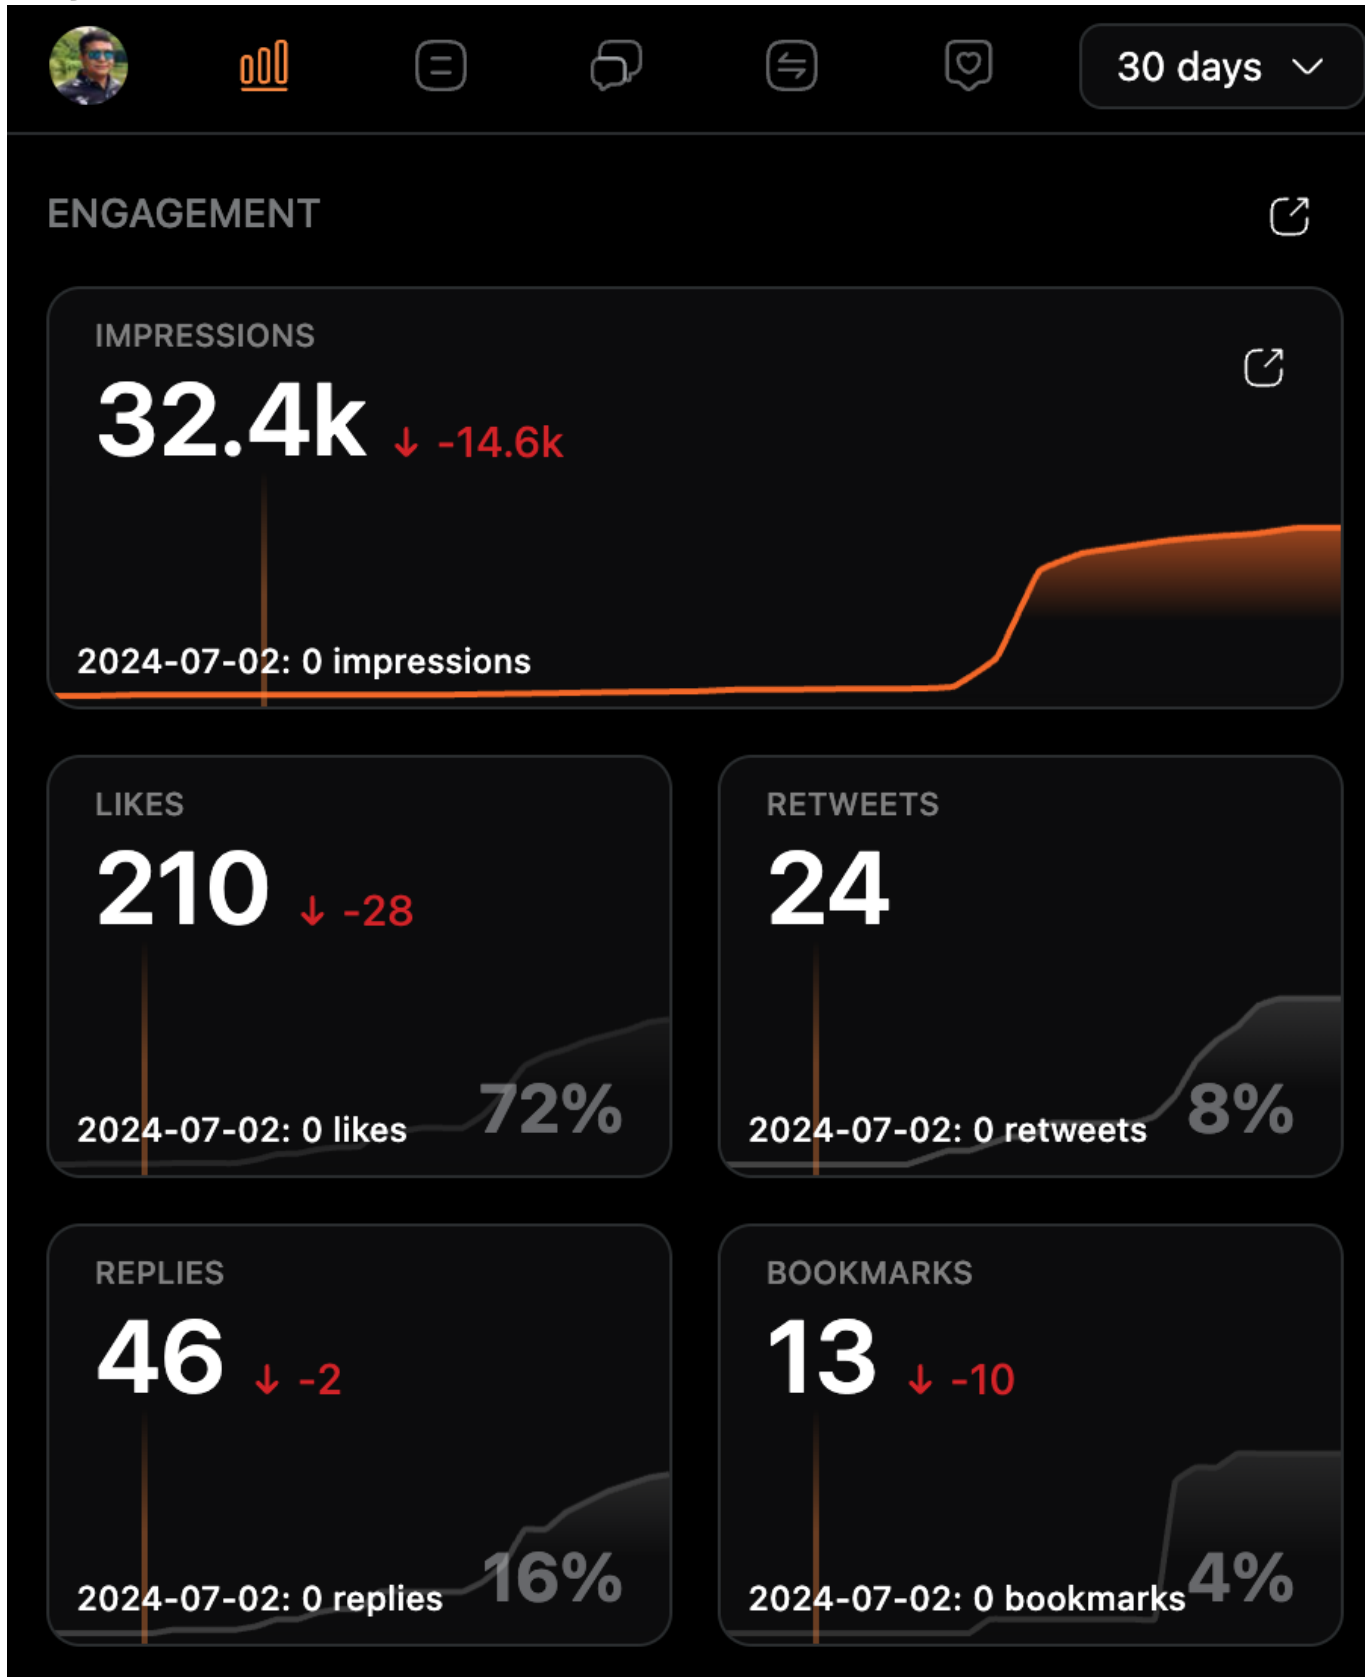 30 days
ENGAGEMENT
IMPRESSIONS
32.4k ↓ -14.6k
2024-07-02: 0 impressions
LIKES
210 ↓ -28
72%
2024-07-02: 0 likes
RETWEETS
24
8%
2024-07-02: 0 retweets
REPLIES
46 ↓ -2
16%
2024-07-02: 0 replies
BOOKMARKS
13 ↓ -10
4%
2024-07-02: 0 bookmarks